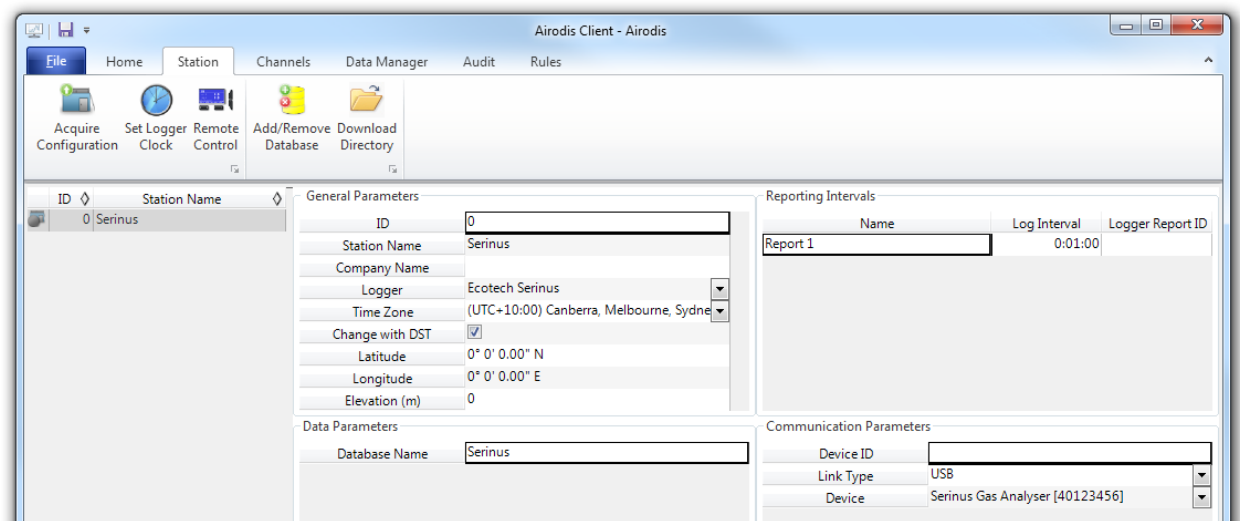 Airodis Client - Airodis
File Home Station Channels Data Manager Audit Rules
Acquire Configuration
Set Logger Clock
Remote Control
Add/Remove Database
Download Directory
ID Station Name
0 Serinus
General Parameters
ID 0
Station Name Serinus
Company Name
Logger Ecotech Serinus
Time Zone (UTC+10:00) Canberra, Melbourne, Sydne
Change with DST
Latitude 0° 0' 0.00" N
Longitude 0° 0' 0.00" E
Elevation (m) 0
Reporting Intervals
Name Log Interval Logger Report ID
Report 1 0:01:00
Data Parameters
Database Name Serinus
Communication Parameters
Device ID
Link Type USB
Device Serinus Gas Analyser [40123456]